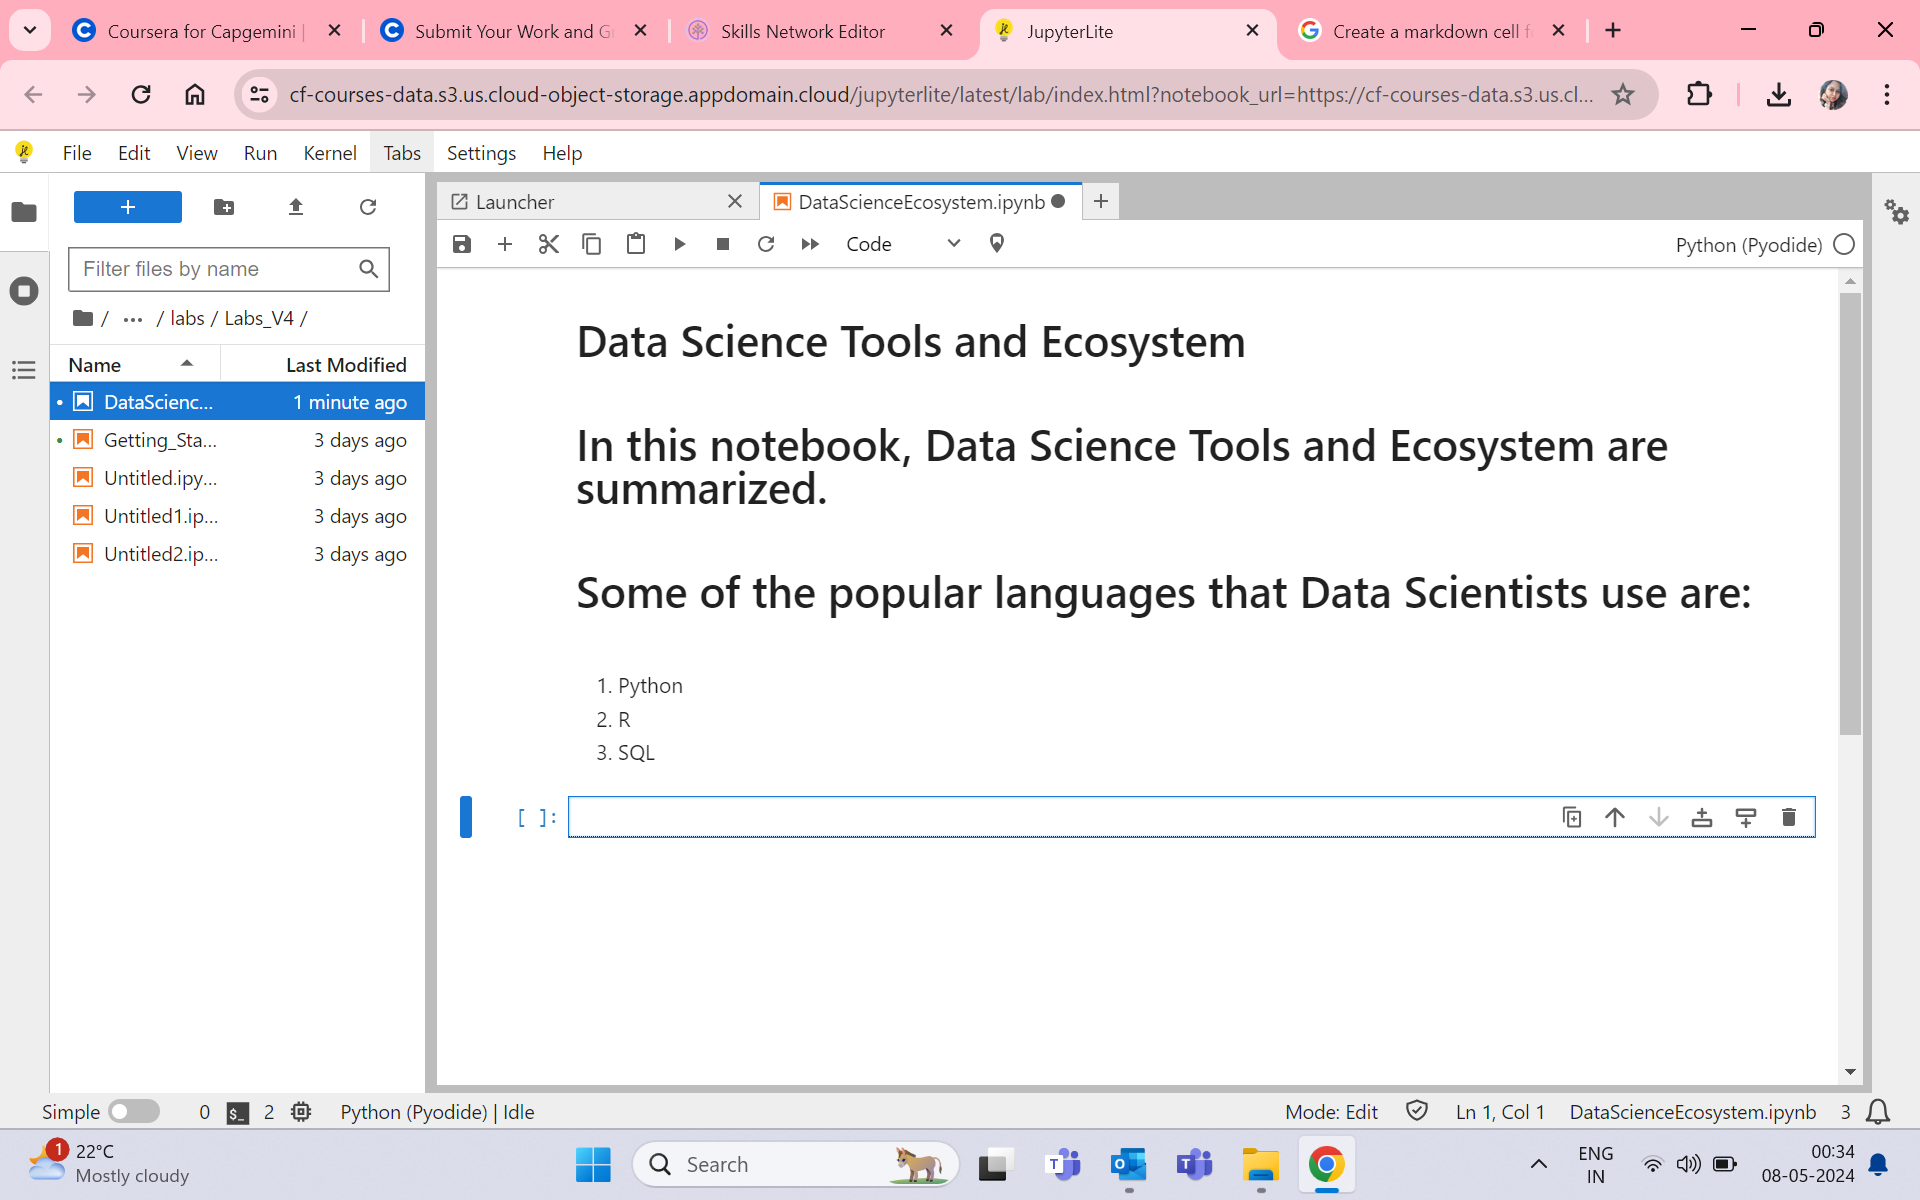 Coursera for Capgemini |
Submit Your Work and G
Skills Network Editor
JupyterLite
Create a markdown cell f
cf-courses-data.s3.us.cloud-object-storage.appdomain.cloud/jupyterlite/latest/lab/index.html?notebook_url=https://cf-courses-data.s3.us.cl...
File Edit View Run Kernel Tabs Settings Help
Launcher
DataScienceEcosystem.ipynb
Code
Python (Pyodide)
Filter files by name
/ ... / labs / Labs_V4 /
Name Last Modified
DataScienc... 1 minute ago
Getting_Sta... 3 days ago
Untitled.ipy... 3 days ago
Untitled1.ip... 3 days ago
Untitled2.ip... 3 days ago
Data Science Tools and Ecosystem
In this notebook, Data Science Tools and Ecosystem are
summarized.
Some of the popular languages that Data Scientists use are:
1. Python
2. R
3. SQL
[ ]:
Simple 0 $_ 2 Python (Pyodide) | Idle
Mode: Edit Ln 1, Col 1 DataScienceEcosystem.ipynb 3
1
22°C
Mostly cloudy
Search
ENG
IN
00:34
08-05-2024